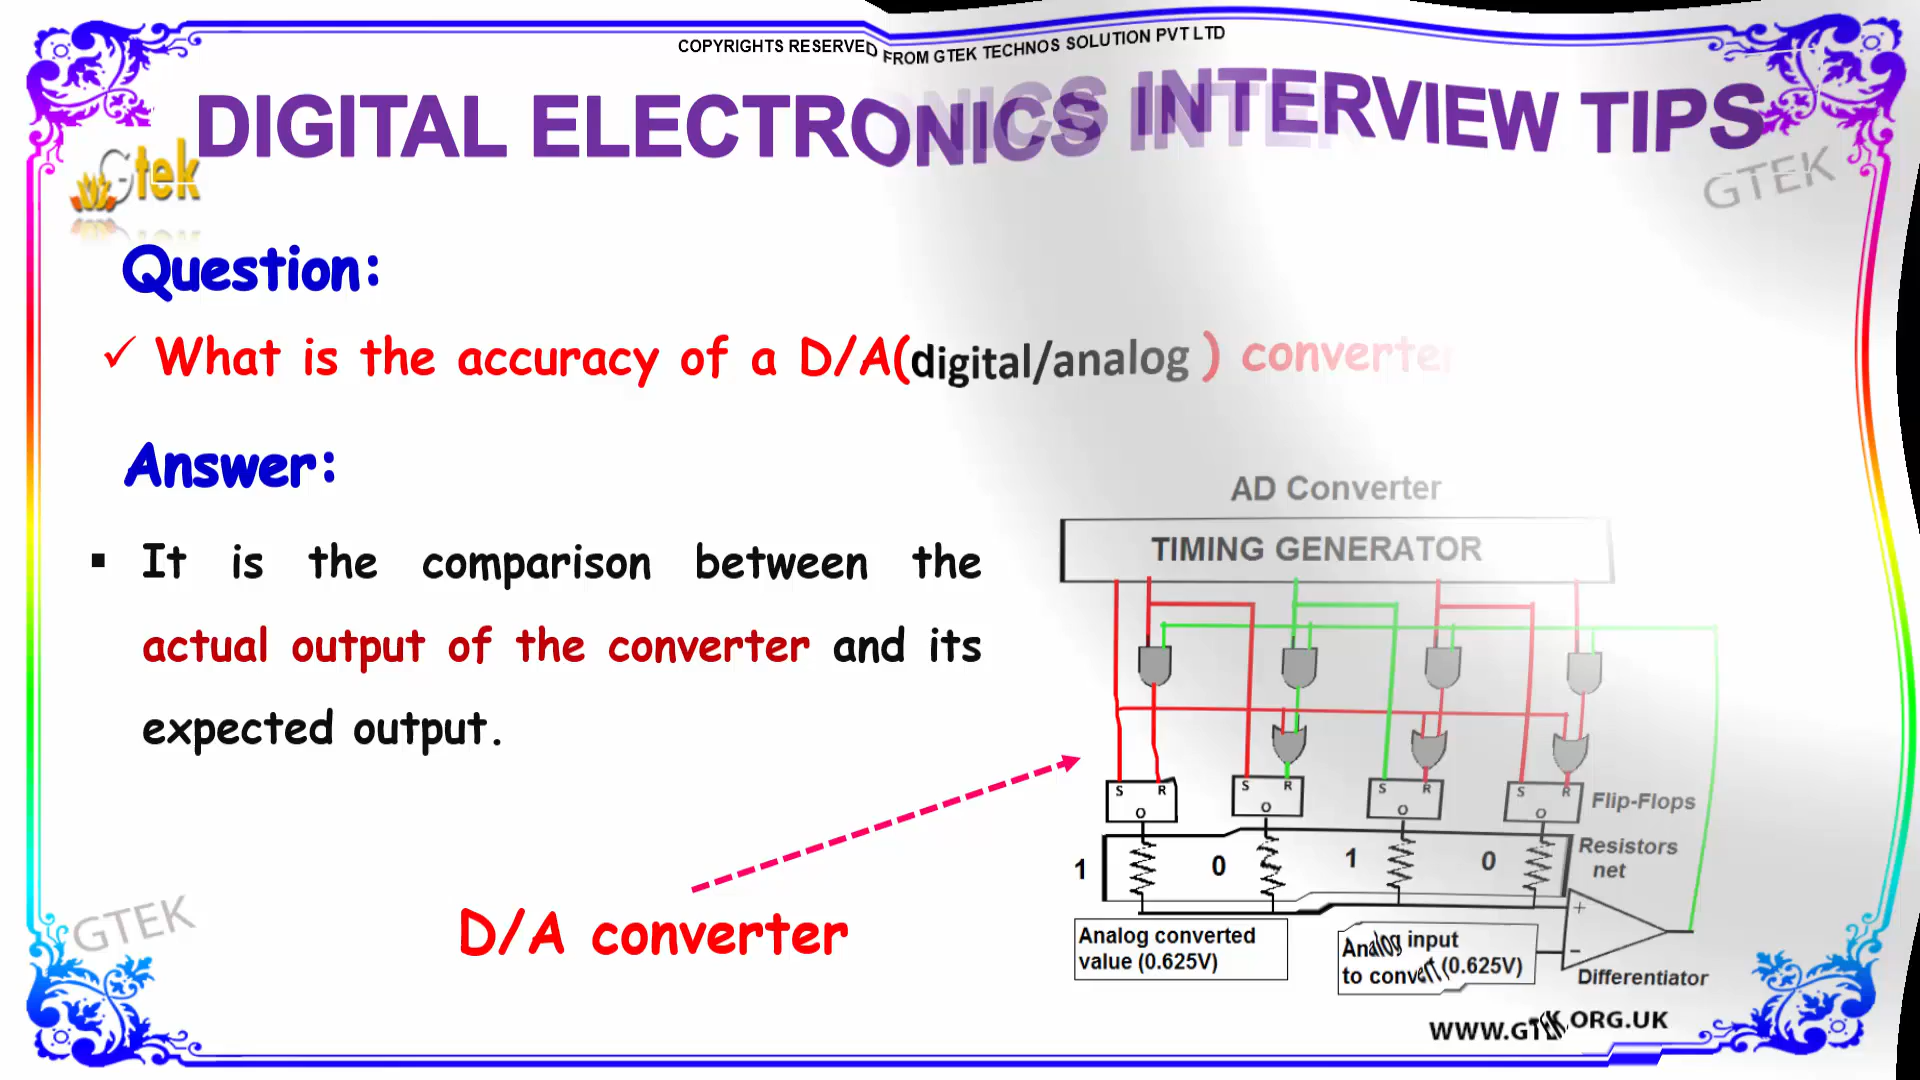 COPYRIGHTS RESERVED FROM GTEK TECHNOS SOLUTION PVT LTD
DIGITAL ELECTRONICS INTERVIEW TIPS
Gtek
GTEK
Question:
✓ What is the accuracy of a D/A(digital/analog ) converter
Answer:
▪ It is the comparison between the
actual output of the converter and its
expected output.
D/A converter
GTEK
AD Converter
TIMING GENERATOR
S R
O
S R
O
S R
O
S R
O
Flip-Flops
1 0 1 0
Resistors
net
+
-
Analog converted
value (0.625V)
Analog input
to convert (0.625V)
Differentiator
WWW.GTEK.ORG.UK